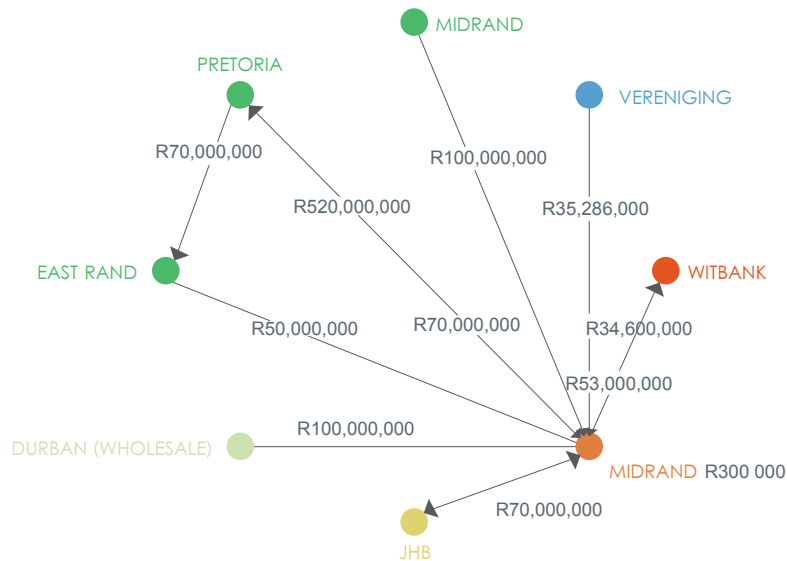 MIDRAND
PRETORIA
VERENIGING
R70,000,000
R100,000,000
R520,000,000
R35,286,000
EAST RAND
WITBANK
R50,000,000
R70,000,000
R34,600,000
R53,000,000
R100,000,000
DURBAN (WHOLESALE)
MIDRAND R300 000
R70,000,000
JHB